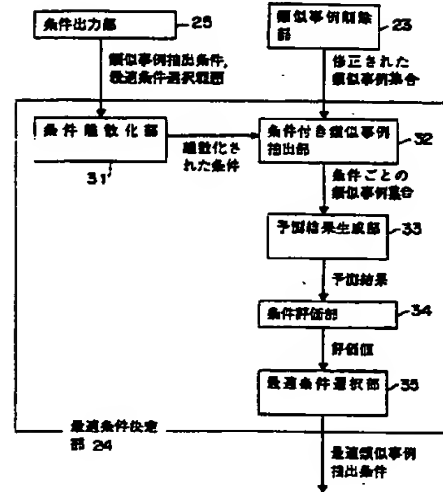 条件出力部
25
類似事例削除
部
23
類似事例抽出条件,
最適条件選択範囲
修正された
類似事例集合
条件離散化部
31
離散化さ
れた条件
条件付き類似事例
抽出部
32
条件ごとの
類似事例集合
予測結果生成部
33
予測結果
条件評価部
34
評価値
最適条件選択部
35
最適条件決定
部 24
最適類似事例
抽出条件